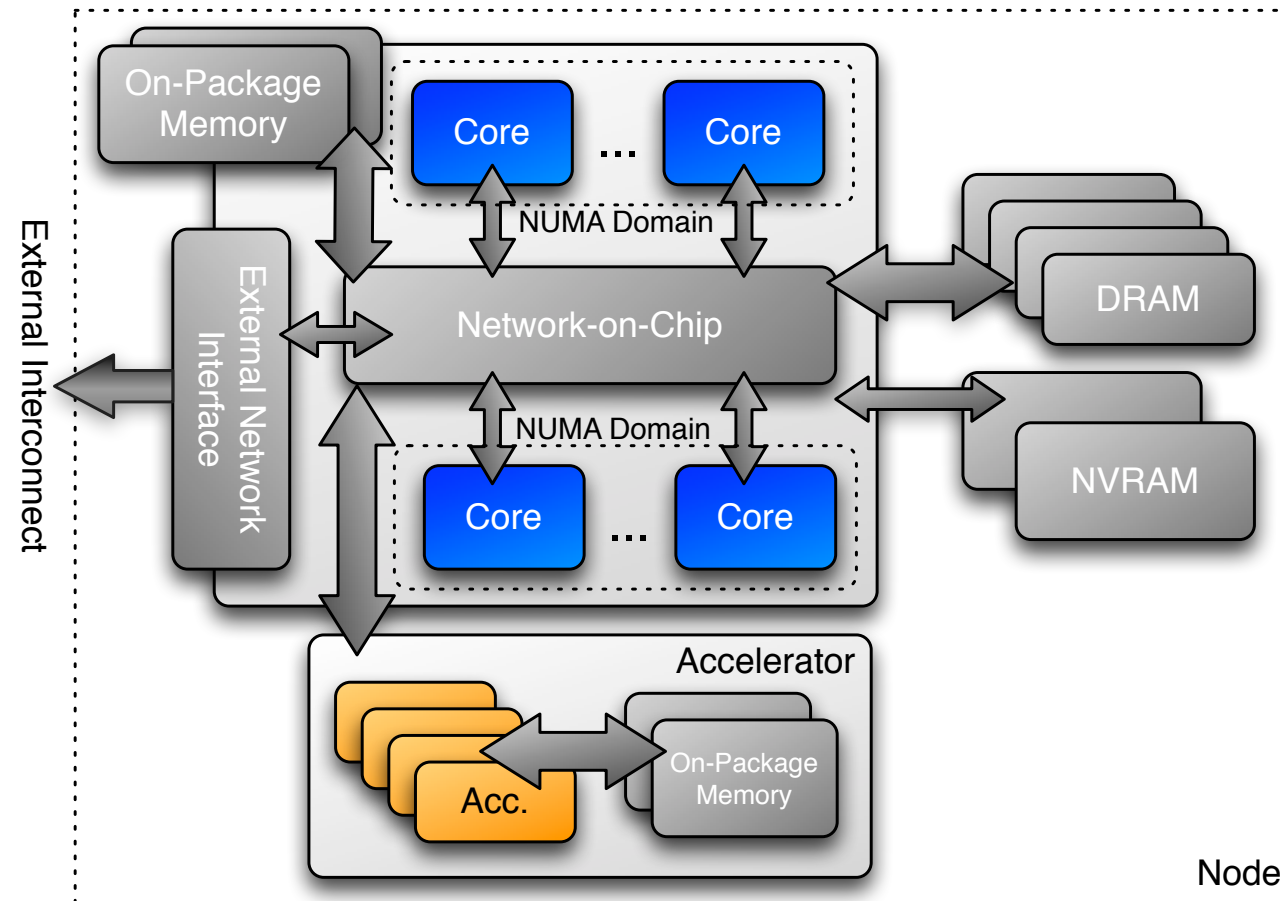 On-Package
Memory
Core
...
Core
NUMA Domain
External Interconnect
External Network
Interface
Network-on-Chip
DRAM
NUMA Domain
NVRAM
Core
...
Core
Accelerator
Acc.
On-Package
Memory
Node